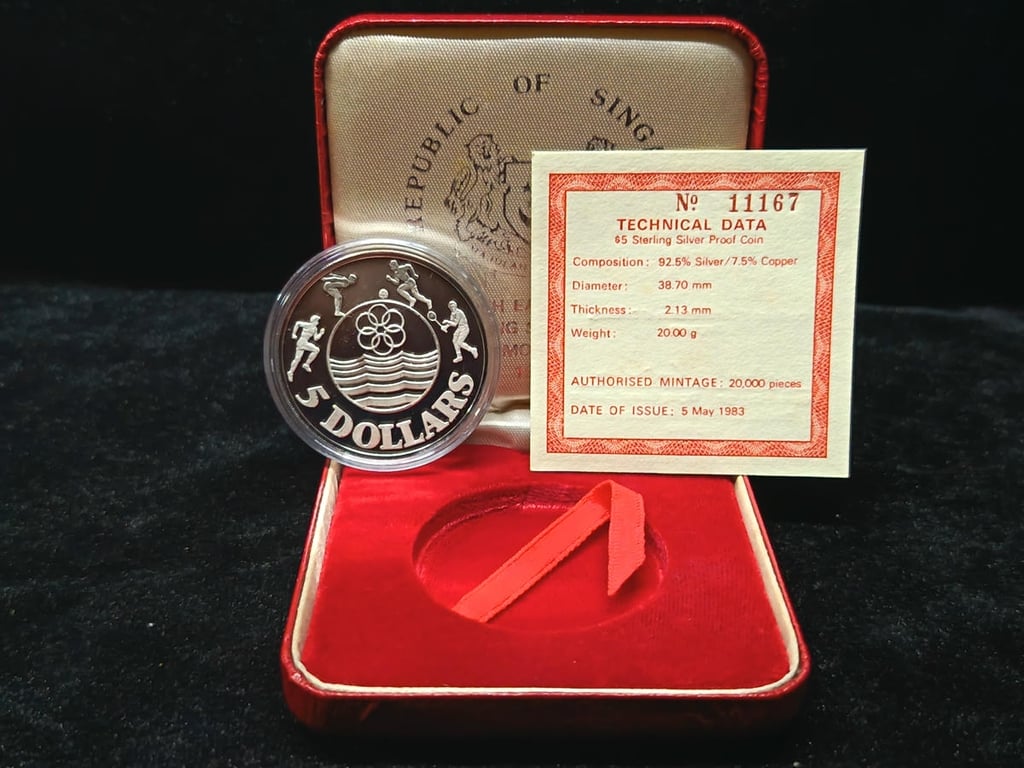 REPUBLIC OF
5 DOLLARS
Nº 11167
TECHNICAL DATA
$5 Sterling Silver Proof Coin
Composition: 92.5% Silver/7.5% Copper
Diameter: 38.70 mm
Thickness: 2.13 mm
Weight: 20.00 g
AUTHORISED MINTAGE: 20,000 pieces
DATE OF ISSUE: 5 May 1983